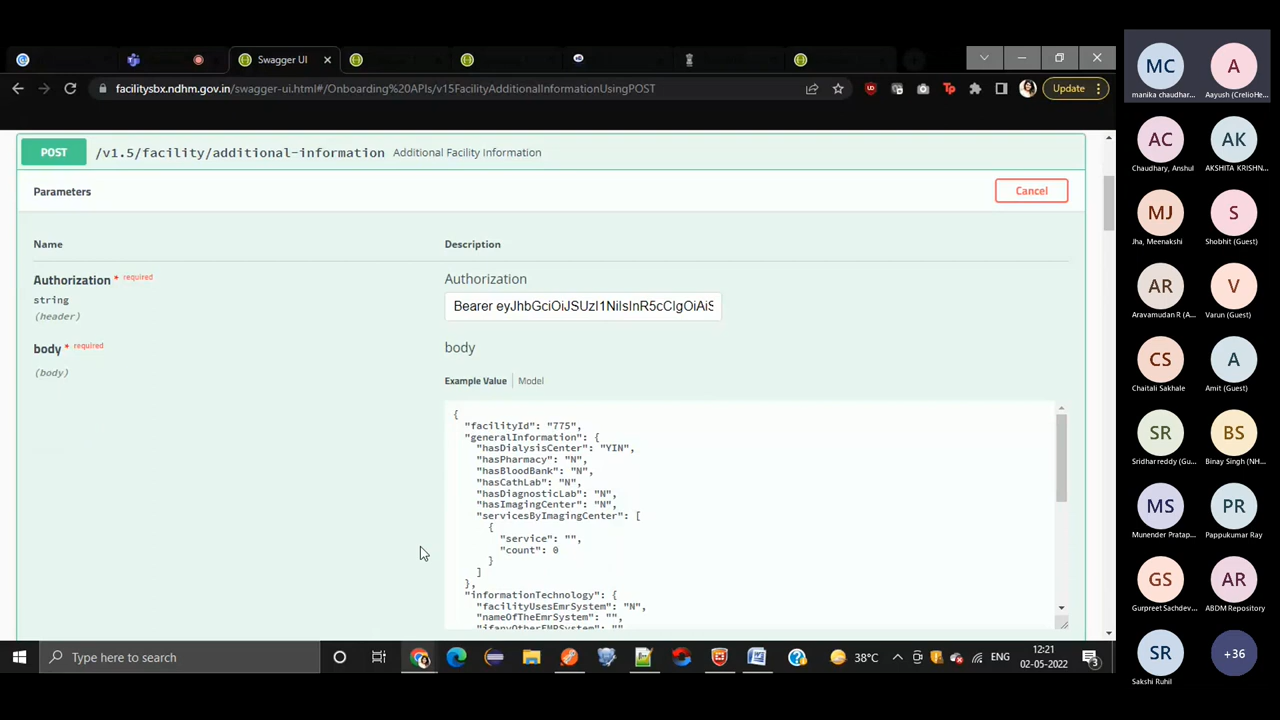 Swagger UI
facilitysbx.ndhm.gov.in/swagger-ui.html#/Onboarding%20APIs/v15FacilityAdditionalInformationUsingPOST
Update
POST /v1.5/facility/additional-information Additional Facility Information
Parameters
Cancel
Name
Description
Authorization * required
string
(header)
Authorization
Bearer eyJhbGciOiJSUzI1NiIsInR5cCIgOiAiS
body * required
(body)
body
Example Value
Model
{
"facilityId": "775",
"generalInformation": {
"hasDialysisCenter": "YIN",
"hasPharmacy": "N",
"hasBloodBank": "N",
"hasCathLab": "N",
"hasDiagnosticLab": "N",
"hasImagingCenter": "N",
"servicesByImagingCenter": [
{
"service": "",
"count": 0
}
]
},
"informationTechnology": {
"facilityUsesEmrSystem": "N",
"nameOfTheEmrSystem": "",
"ifanyOtherEMRSystem": ""
Type here to search
38°C
ENG
12:21
02-05-2022
3
MC
manika chaudhar...
A
Aayush (CrelioHe...
AC
Chaudhary, Anshul
AK
AKSHITA KRISHN...
MJ
Jha, Meenakshi
S
Shobhit (Guest)
AR
Aravamudan R (A...
V
Varun (Guest)
CS
Chaitali Sakhale
A
Amit (Guest)
SR
Sridhar reddy (Gu...
BS
Binay Singh (NH...
MS
Munender Pratap...
PR
Pappukumar Ray
GS
Gurpreet Sachdev...
AR
ABDM Repository
SR
Sakshi Ruhil
+36